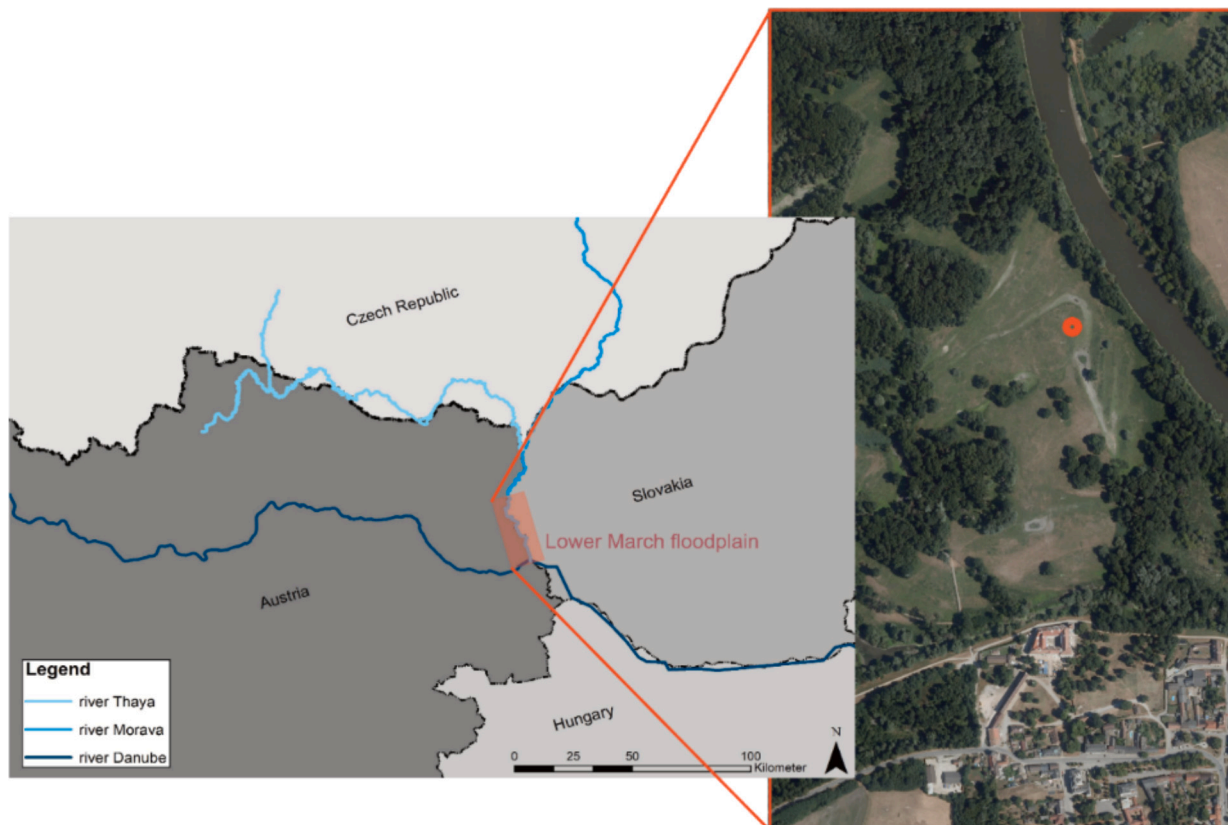 Czech Republic
Slovakia
Lower March floodplain
Austria
Hungary
Legend
river Thaya
river Morava
river Danube
N
0 50 100
Kilometer